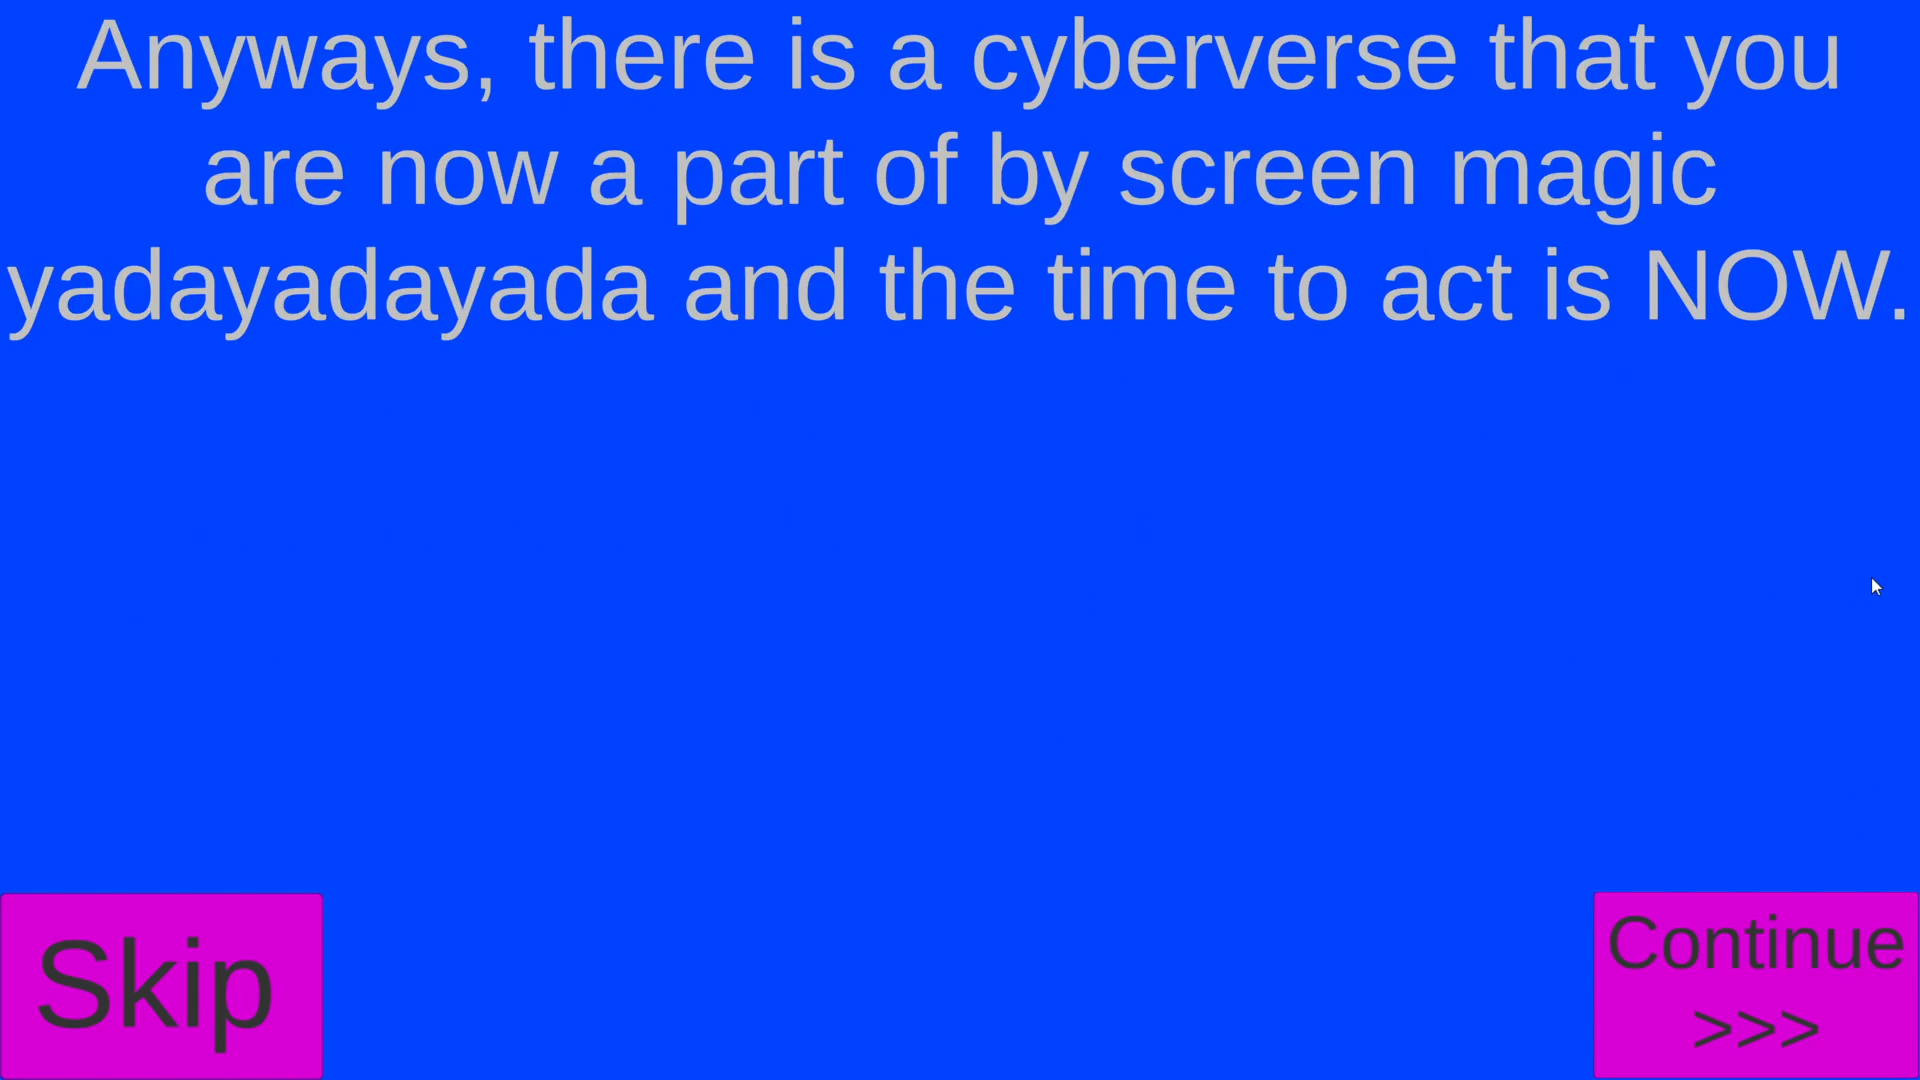 Anyways, there is a cyberverse that you
are now a part of by screen magic
yadayadayada and the time to act is NOW.
Skip
Continue
>>>